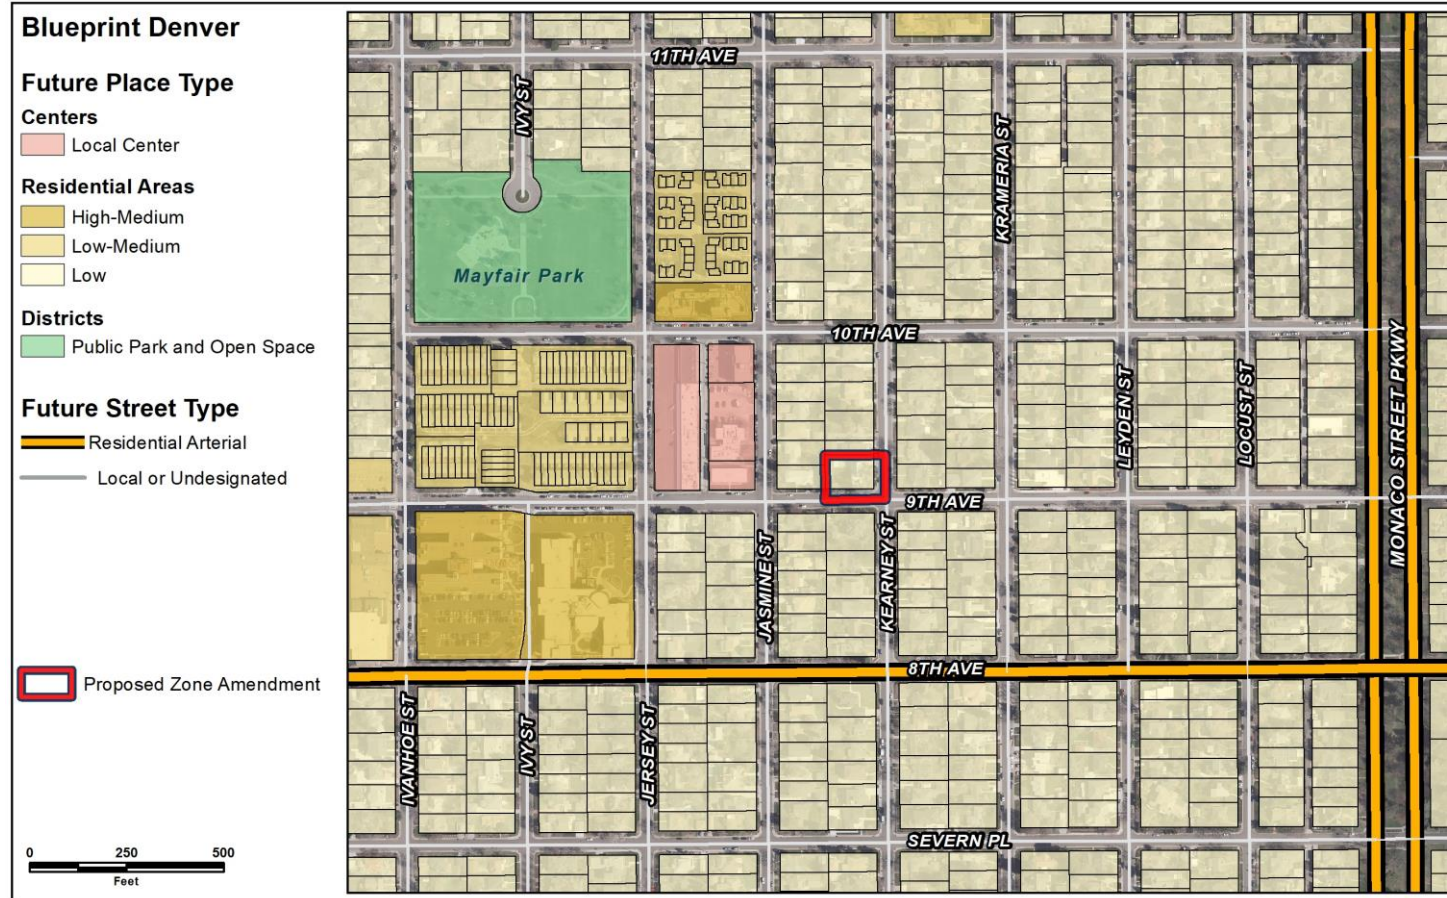 Blueprint Denver
Future Place Type
Centers
Local Center
Residential Areas
High-Medium
Low-Medium
Low
Districts
Public Park and Open Space
Future Street Type
Residential Arterial
Local or Undesignated
Proposed Zone Amendment
0 250 500
Feet
11TH AVE
IVY ST
KRAMERIA ST
Mayfair Park
10TH AVE
MONACO STREET PKWY
LEYDEN ST
LOCUST ST
9TH AVE
JASMINE ST
KEARNEY ST
8TH AVE
IVANHOE ST
IVY ST
JERSEY ST
SEVERN PL